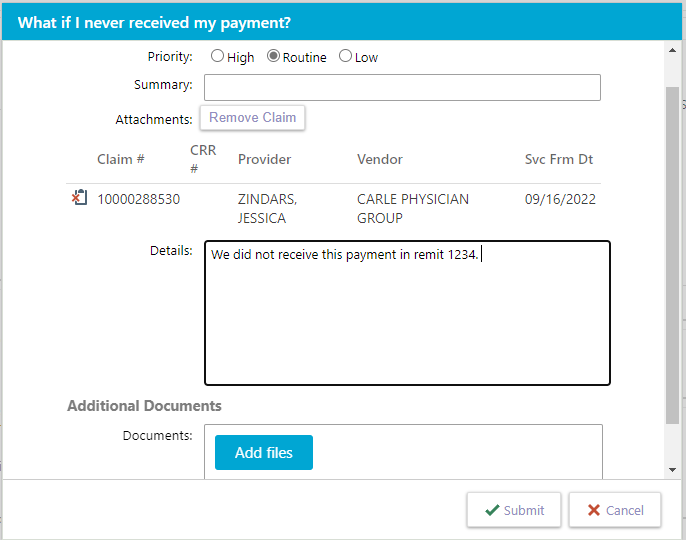 What if I never received my payment?
Priority: High Routine Low
Summary:
Attachments: Remove Claim
Claim # CRR # Provider Vendor Svc Frm Dt
10000288530 ZINDARS, JESSICA CARLE PHYSICIAN GROUP 09/16/2022
Details: We did not receive this payment in remit 1234.
Additional Documents
Documents: Add files
Submit Cancel